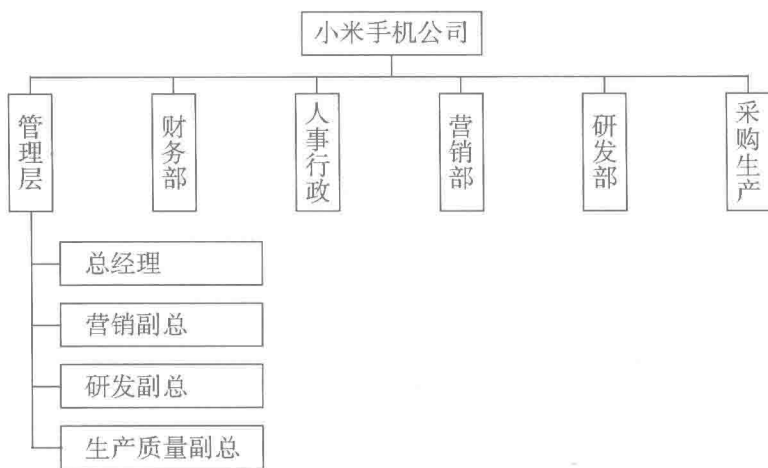 小米手机公司
管理层
财务部
人事行政
营销部
研发部
采购生产
总经理
营销副总
研发副总
生产质量副总